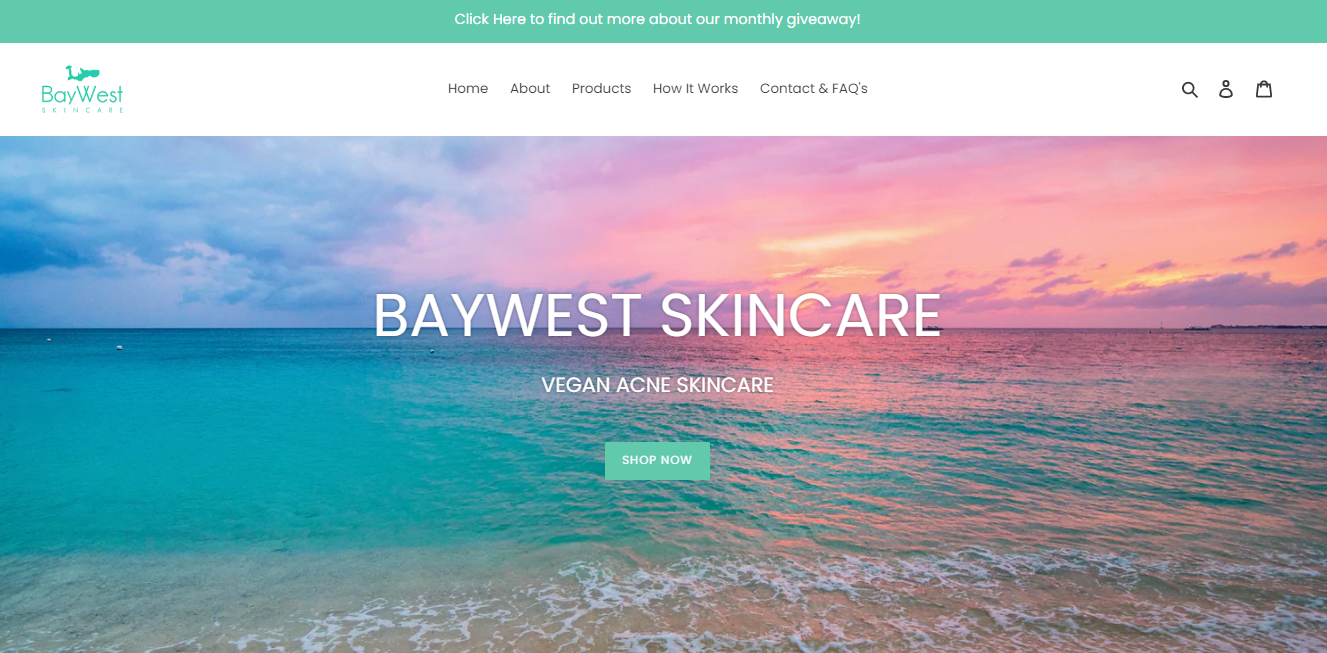 Click Here to find out more about our monthly giveaway!
BayWest
SKINCARE
Home About Products How It Works Contact & FAQ's
BAYWEST SKINCARE
VEGAN ACNE SKINCARE
SHOP NOW